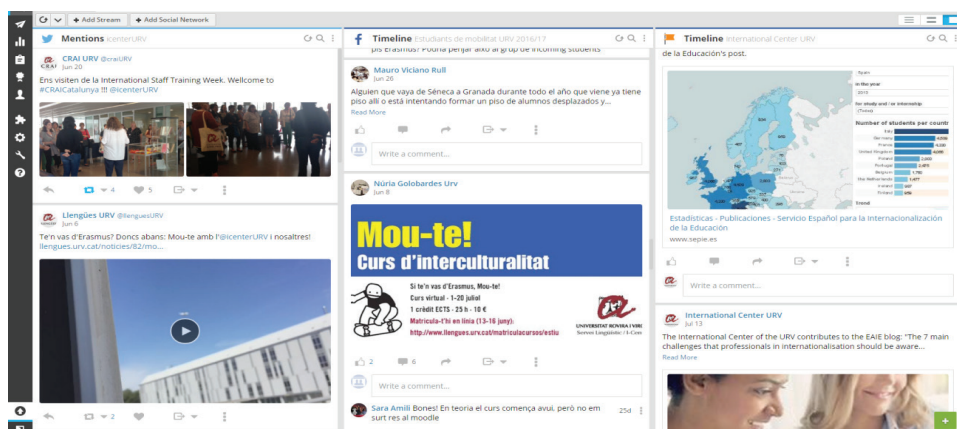 + Add Stream + Add Social Network
Mentions icenterURV
CRAI URV @craiURV
Jun 20
Ens visiten de la International Staff Training Week. Welcome to
#CRAICatalunya !!! @icenterURV
4 5
Llengües URV @llenguesURV
Jun 6
Te'n vas d'Erasmus? Doncs abans: Mou-te amb l'@icenterURV i nosaltres!
llengues.urv.cat/noticies/82/mo...
2
Timeline Estudiants de mobilitat URV 2016/17
pis Erasmus? Podria penjar això al grup de incoming students
Mauro Viciano Rull
Jun 26
Alguien que vaya de Séneca a Granada durante todo el año que viene ya tiene
piso allí o está intentando formar un piso de alumnos desplazados y...
Read More
Write a comment...
Núria Golobardes Urv
Jun 8
Mou-te!
Curs d'interculturalitat
Si te'n vas d'Erasmus, Mou-te!
Curs virtual - 1-20 juliol
1 crèdit ECTS - 25 h - 10 €
Matrícula-t'hi en línia (13-16 juny):
http://www.llengues.urv.cat/matriculacursos/estiu
UNIVERSITAT ROVIRA I VIRG
Servei Lingüístic / I-Cen
2 6
Write a comment...
Sara Amili Bones! En teoria el curs comença avui, però no em
surt res al moodle
25d
Timeline International Center URV
de la Educación's post.
Spain
in the year
for study and / or internship
Number of students per countr
Germany
France
United Kingdom
Poland
Portugal
Belgium
The Netherlands
Ireland
Finland
Trend
Estadísticas - Publicaciones - Servicio Español para la Internacionalización
de la Educación
www.sepie.es
Write a comment...
International Center URV
Jul 13
The International Center of the URV contributes to the EAIE blog: "The 7 main
challenges that professionals in internationalisation should be aware...
Read More